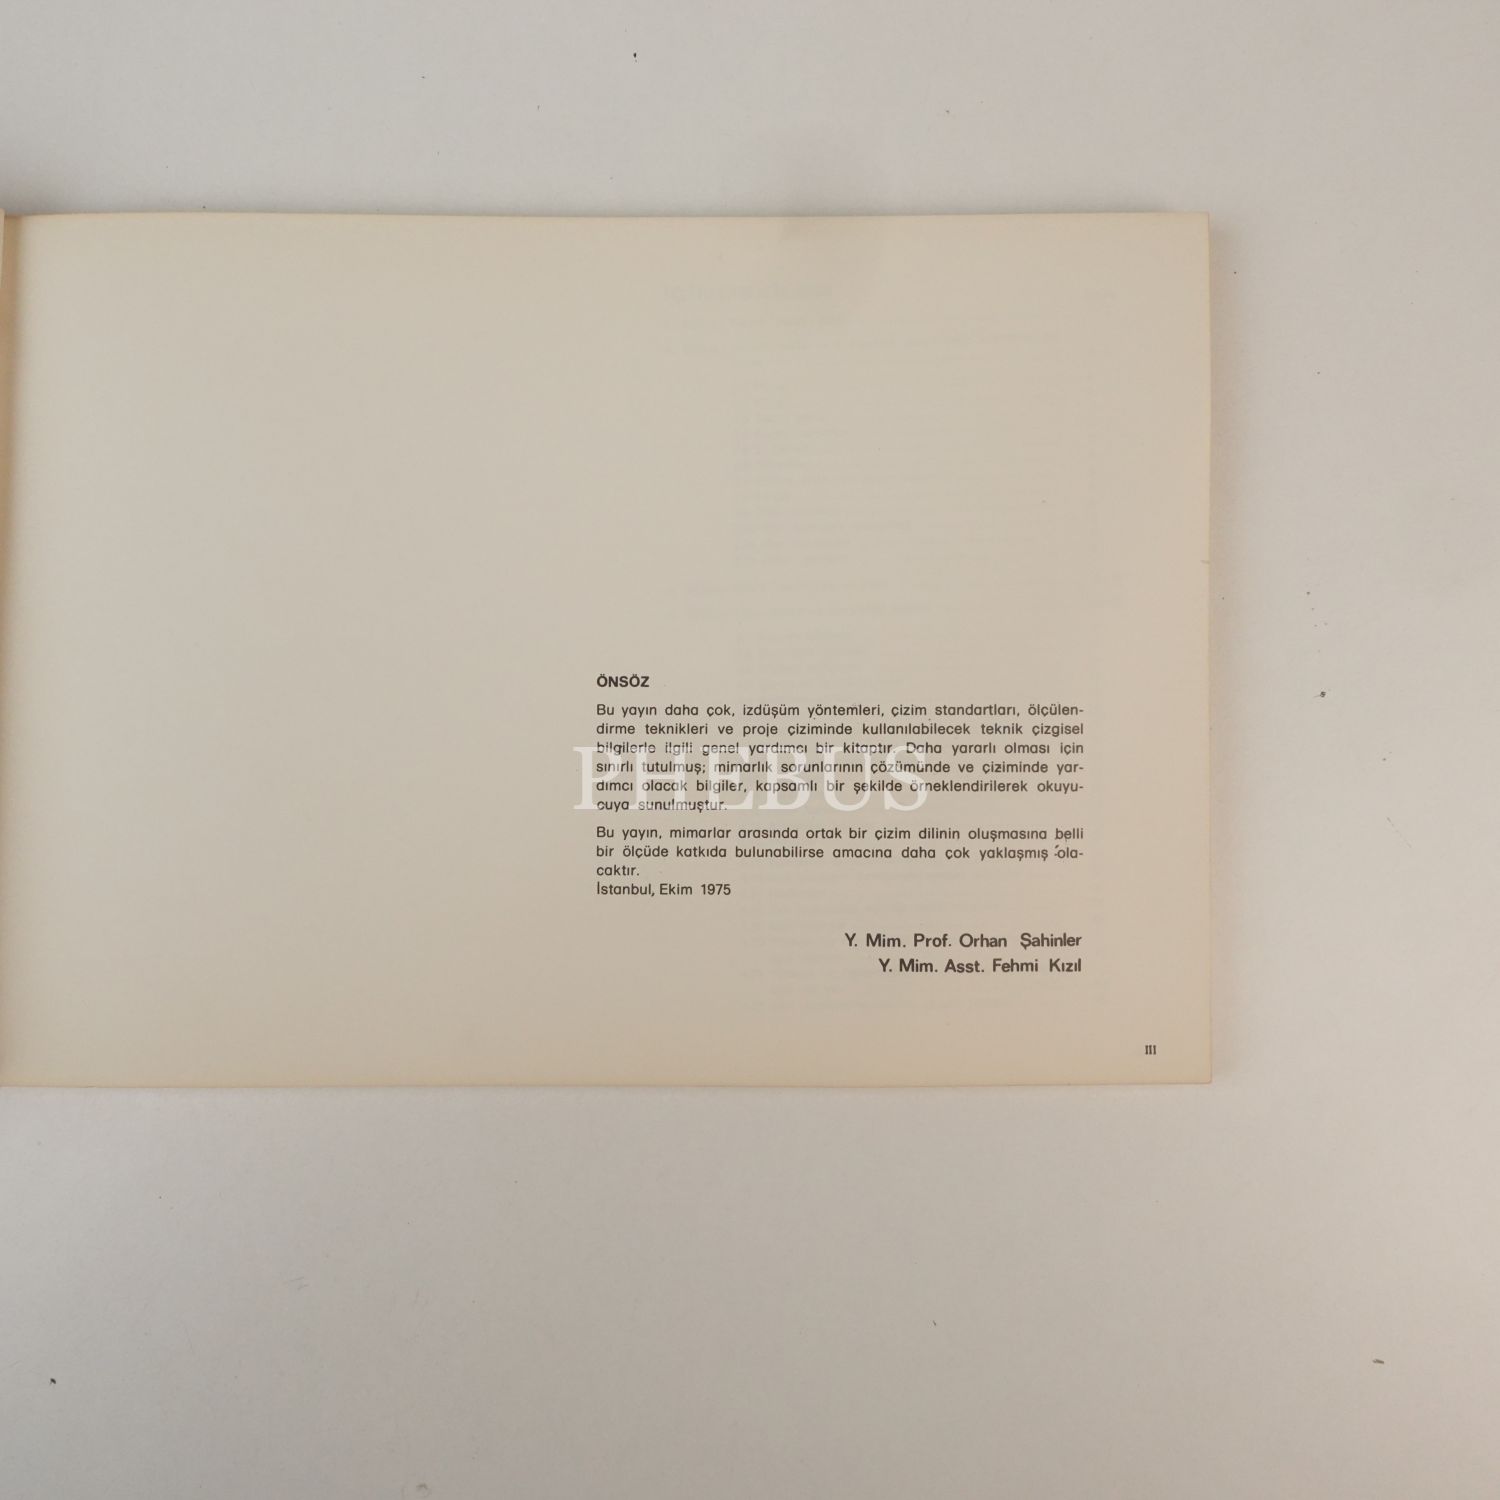 ÖNSÖZ
Bu yayın daha çok, izdüşüm yöntemleri, çizim standartları, ölçülen-
dirme teknikleri ve proje çiziminde kullanılabilecek teknik çizgisel
bilgilerle ilgili genel yardımcı bir kitaptır. Daha yararlı olması için
sınırlı tutulmuş; mimarlık sorunlarının çözümünde ve çiziminde yar-
dımcı olacak bilgiler, kapsamlı bir şekilde örneklendirilerek okuyu-
cuya sunulmuştur.
PHEBUS
Bu yayın, mimarlar arasında ortak bir çizim dilinin oluşmasına belli
bir ölçüde katkıda bulunabilirse amacına daha çok yaklaşmış ola-
caktır.
İstanbul, Ekim 1975
Y. Mim. Prof. Orhan Şahinler
Y. Mim. Asst. Fehmi Kızıl
III